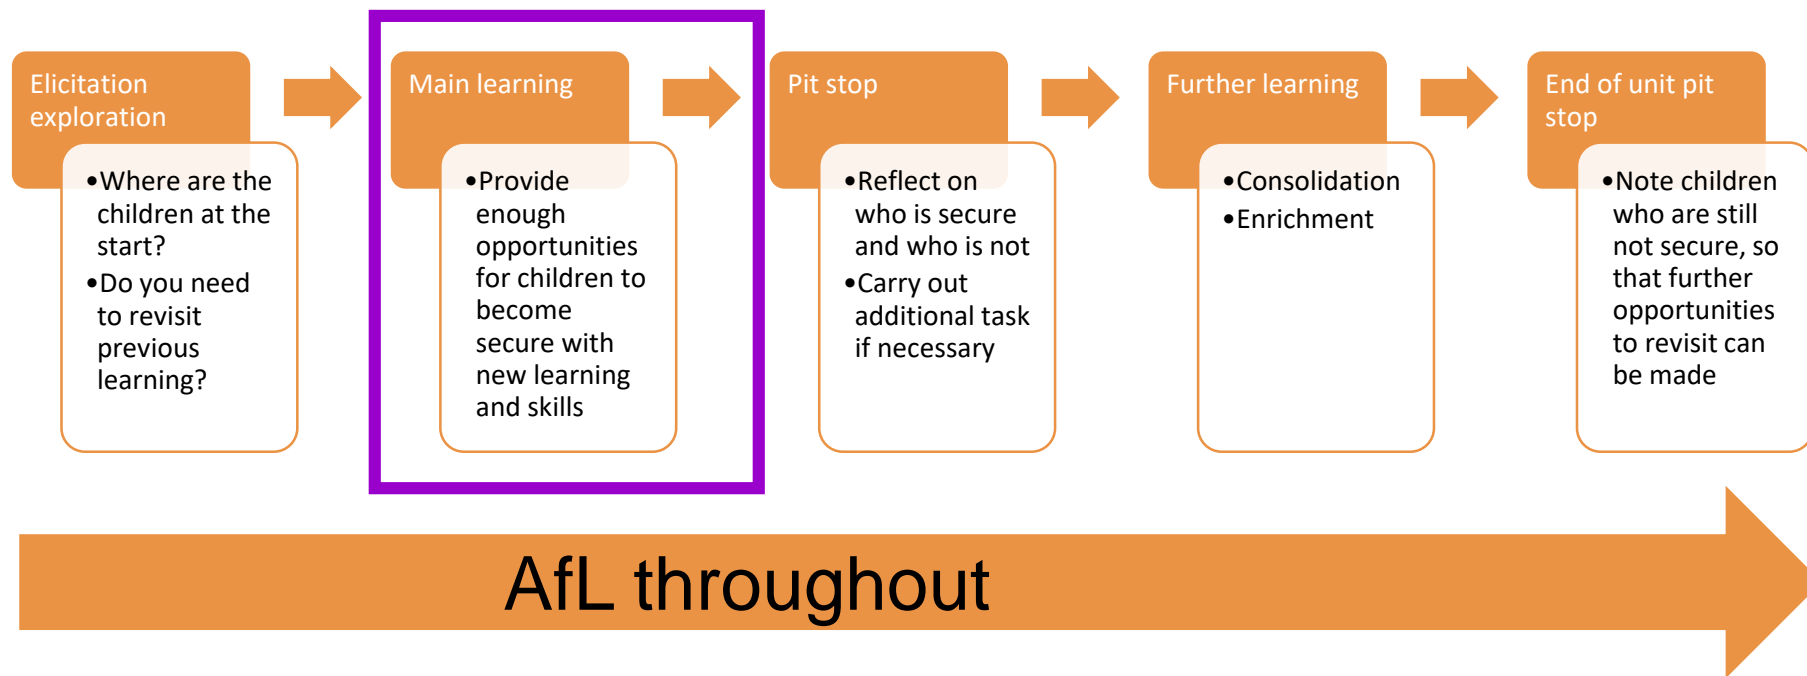 Elicitation
exploration
•Where are the
children at the
start?
•Do you need
to revisit
previous
learning?
Main learning
•Provide
enough
opportunities
for children to
become
secure with
new learning
and skills
Pit stop
•Reflect on
who is secure
and who is not
•Carry out
additional task
if necessary
Further learning
•Consolidation
•Enrichment
End of unit pit
stop
•Note children
who are still
not secure, so
that further
opportunities
to revisit can
be made
AfL throughout